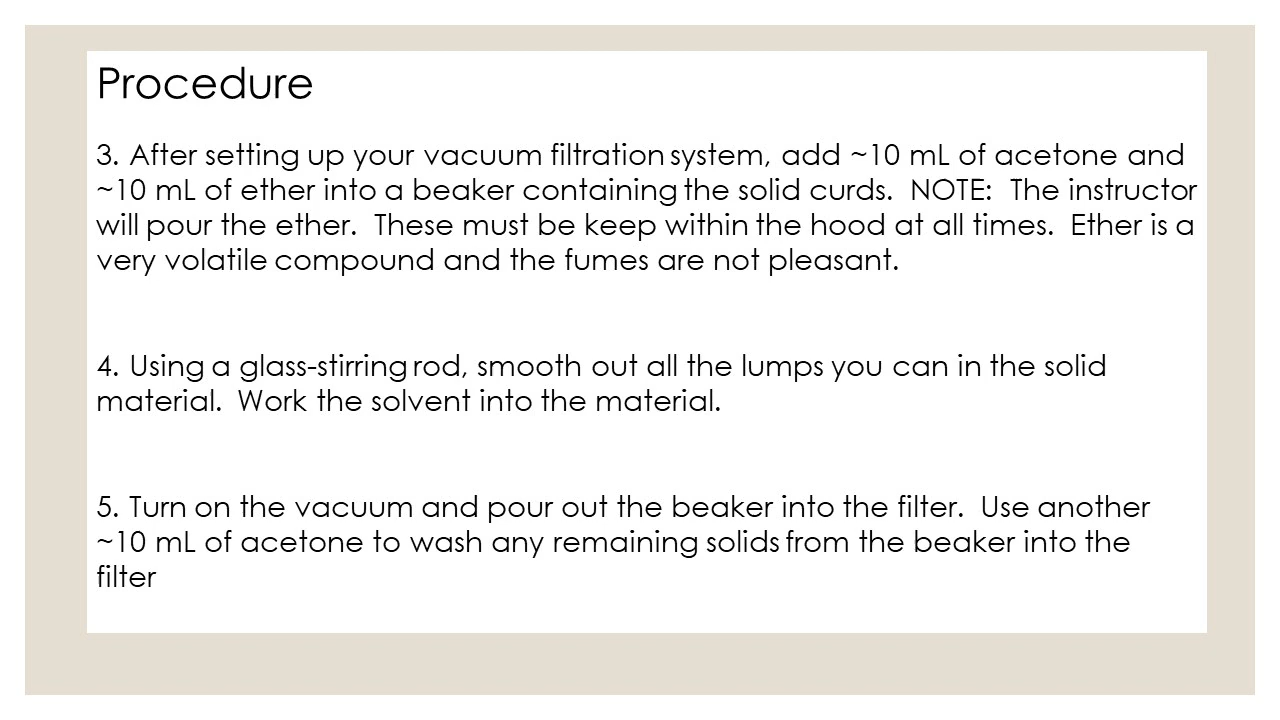 Procedure
3. After setting up your vacuum filtration system, add ~10 mL of acetone and
~10 mL of ether into a beaker containing the solid curds.  NOTE:  The instructor
will pour the ether.  These must be keep within the hood at all times.  Ether is a
very volatile compound and the fumes are not pleasant.
4. Using a glass-stirring rod, smooth out all the lumps you can in the solid
material.  Work the solvent into the material.
5. Turn on the vacuum and pour out the beaker into the filter.  Use another
~10 mL of acetone to wash any remaining solids from the beaker into the
filter